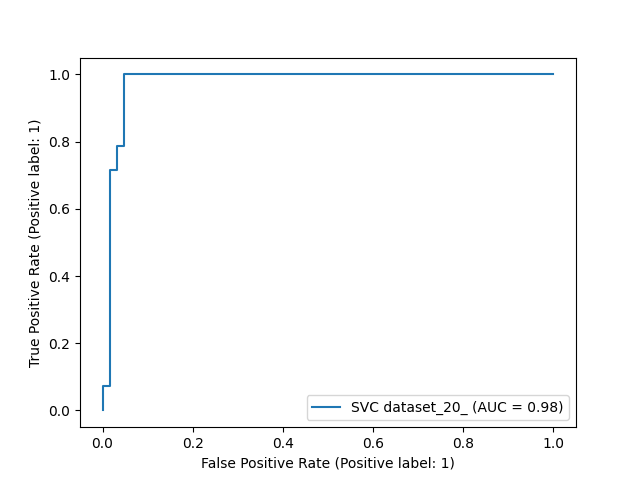 1.0
0.8
0.6
0.4
0.2
0.0
True Positive Rate (Positive label: 1)
SVC dataset_20_ (AUC = 0.98)
0.0 0.2 0.4 0.6 0.8 1.0
False Positive Rate (Positive label: 1)